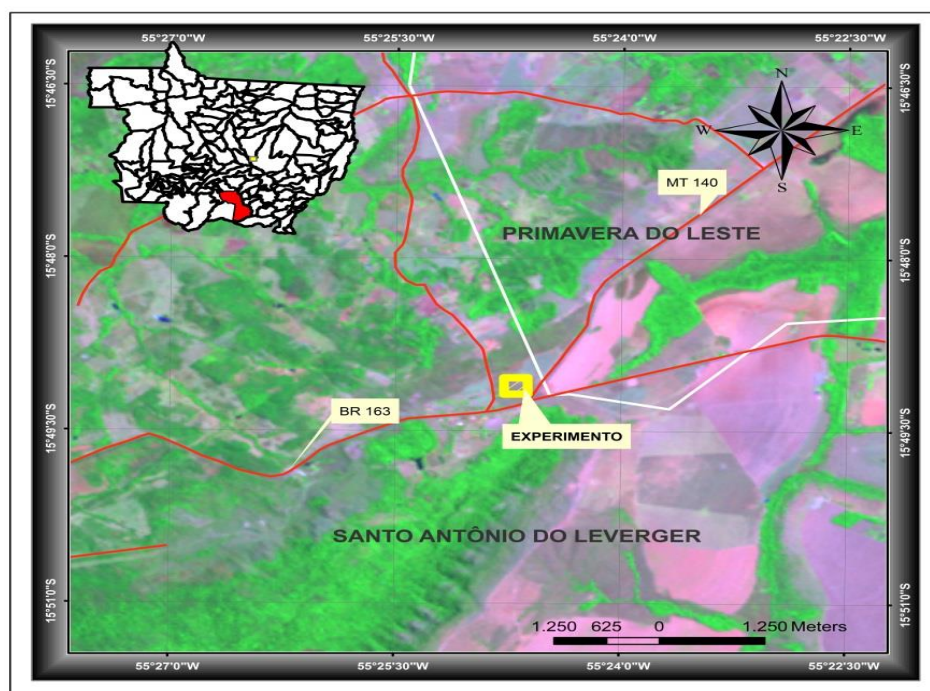 55°27'0"W 55°25'30"W 55°24'0"W 55°22'30"W
15°46'30"S
15°46'30"S
N
W
E
S
MT 140
PRIMAVERA DO LESTE
15°48'0"S
15°48'0"S
BR 163
EXPERIMENTO
15°49'30"S
15°49'30"S
SANTO ANTÔNIO DO LEVERGER
15°51'0"S
15°51'0"S
1.250 625 0 1.250 Meters
55°27'0"W 55°25'30"W 55°24'0"W 55°22'30"W